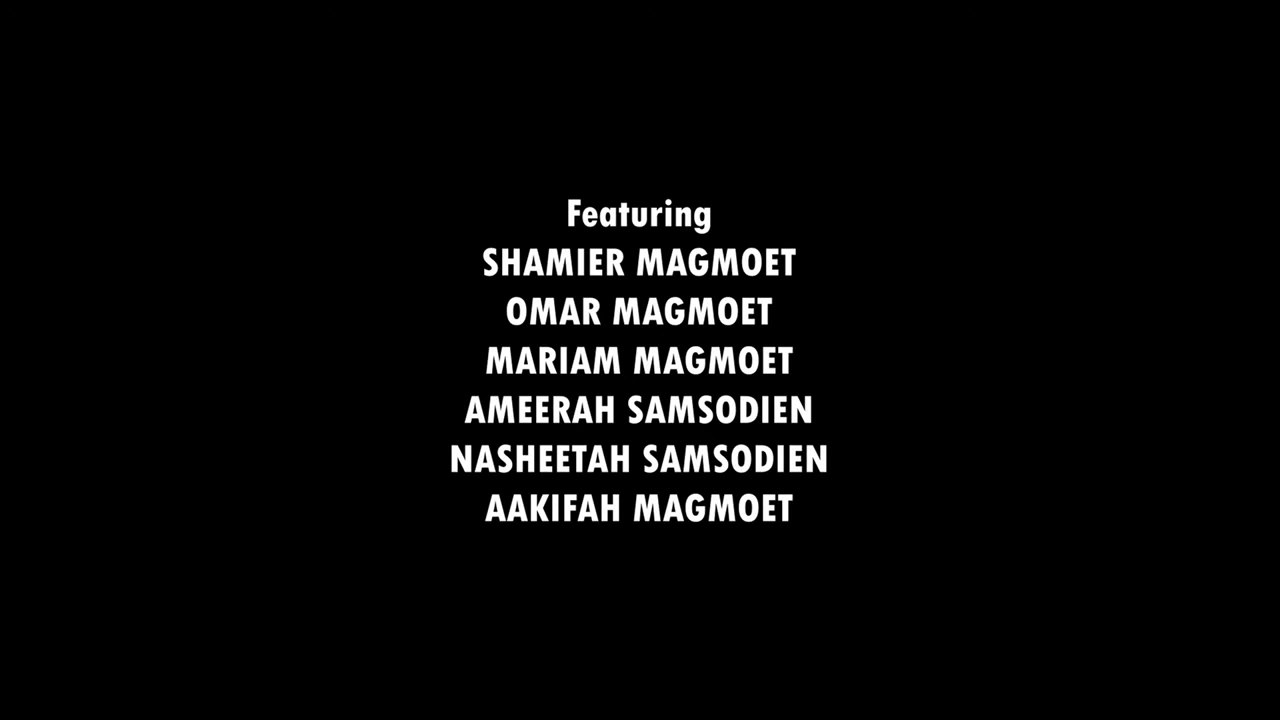 Featuring
SHAMIER MAGMOET
OMAR MAGMOET
MARIAM MAGMOET
AMEERAH SAMSODIEN
NASHEETAH SAMSODIEN
AAKIFAH MAGMOET